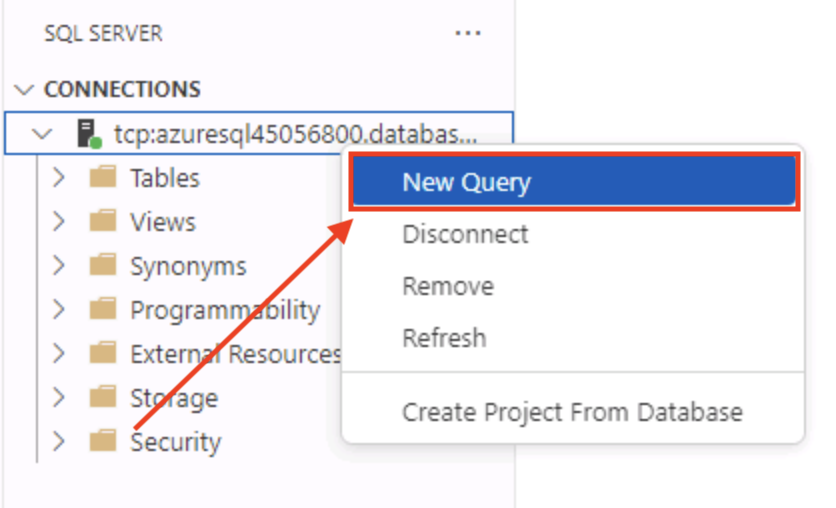 SQL SERVER
CONNECTIONS
tcp:azuresql45056800.databas...
Tables
Views
Synonyms
Programmability
External Resources
Storage
Security
New Query
Disconnect
Remove
Refresh
Create Project From Database